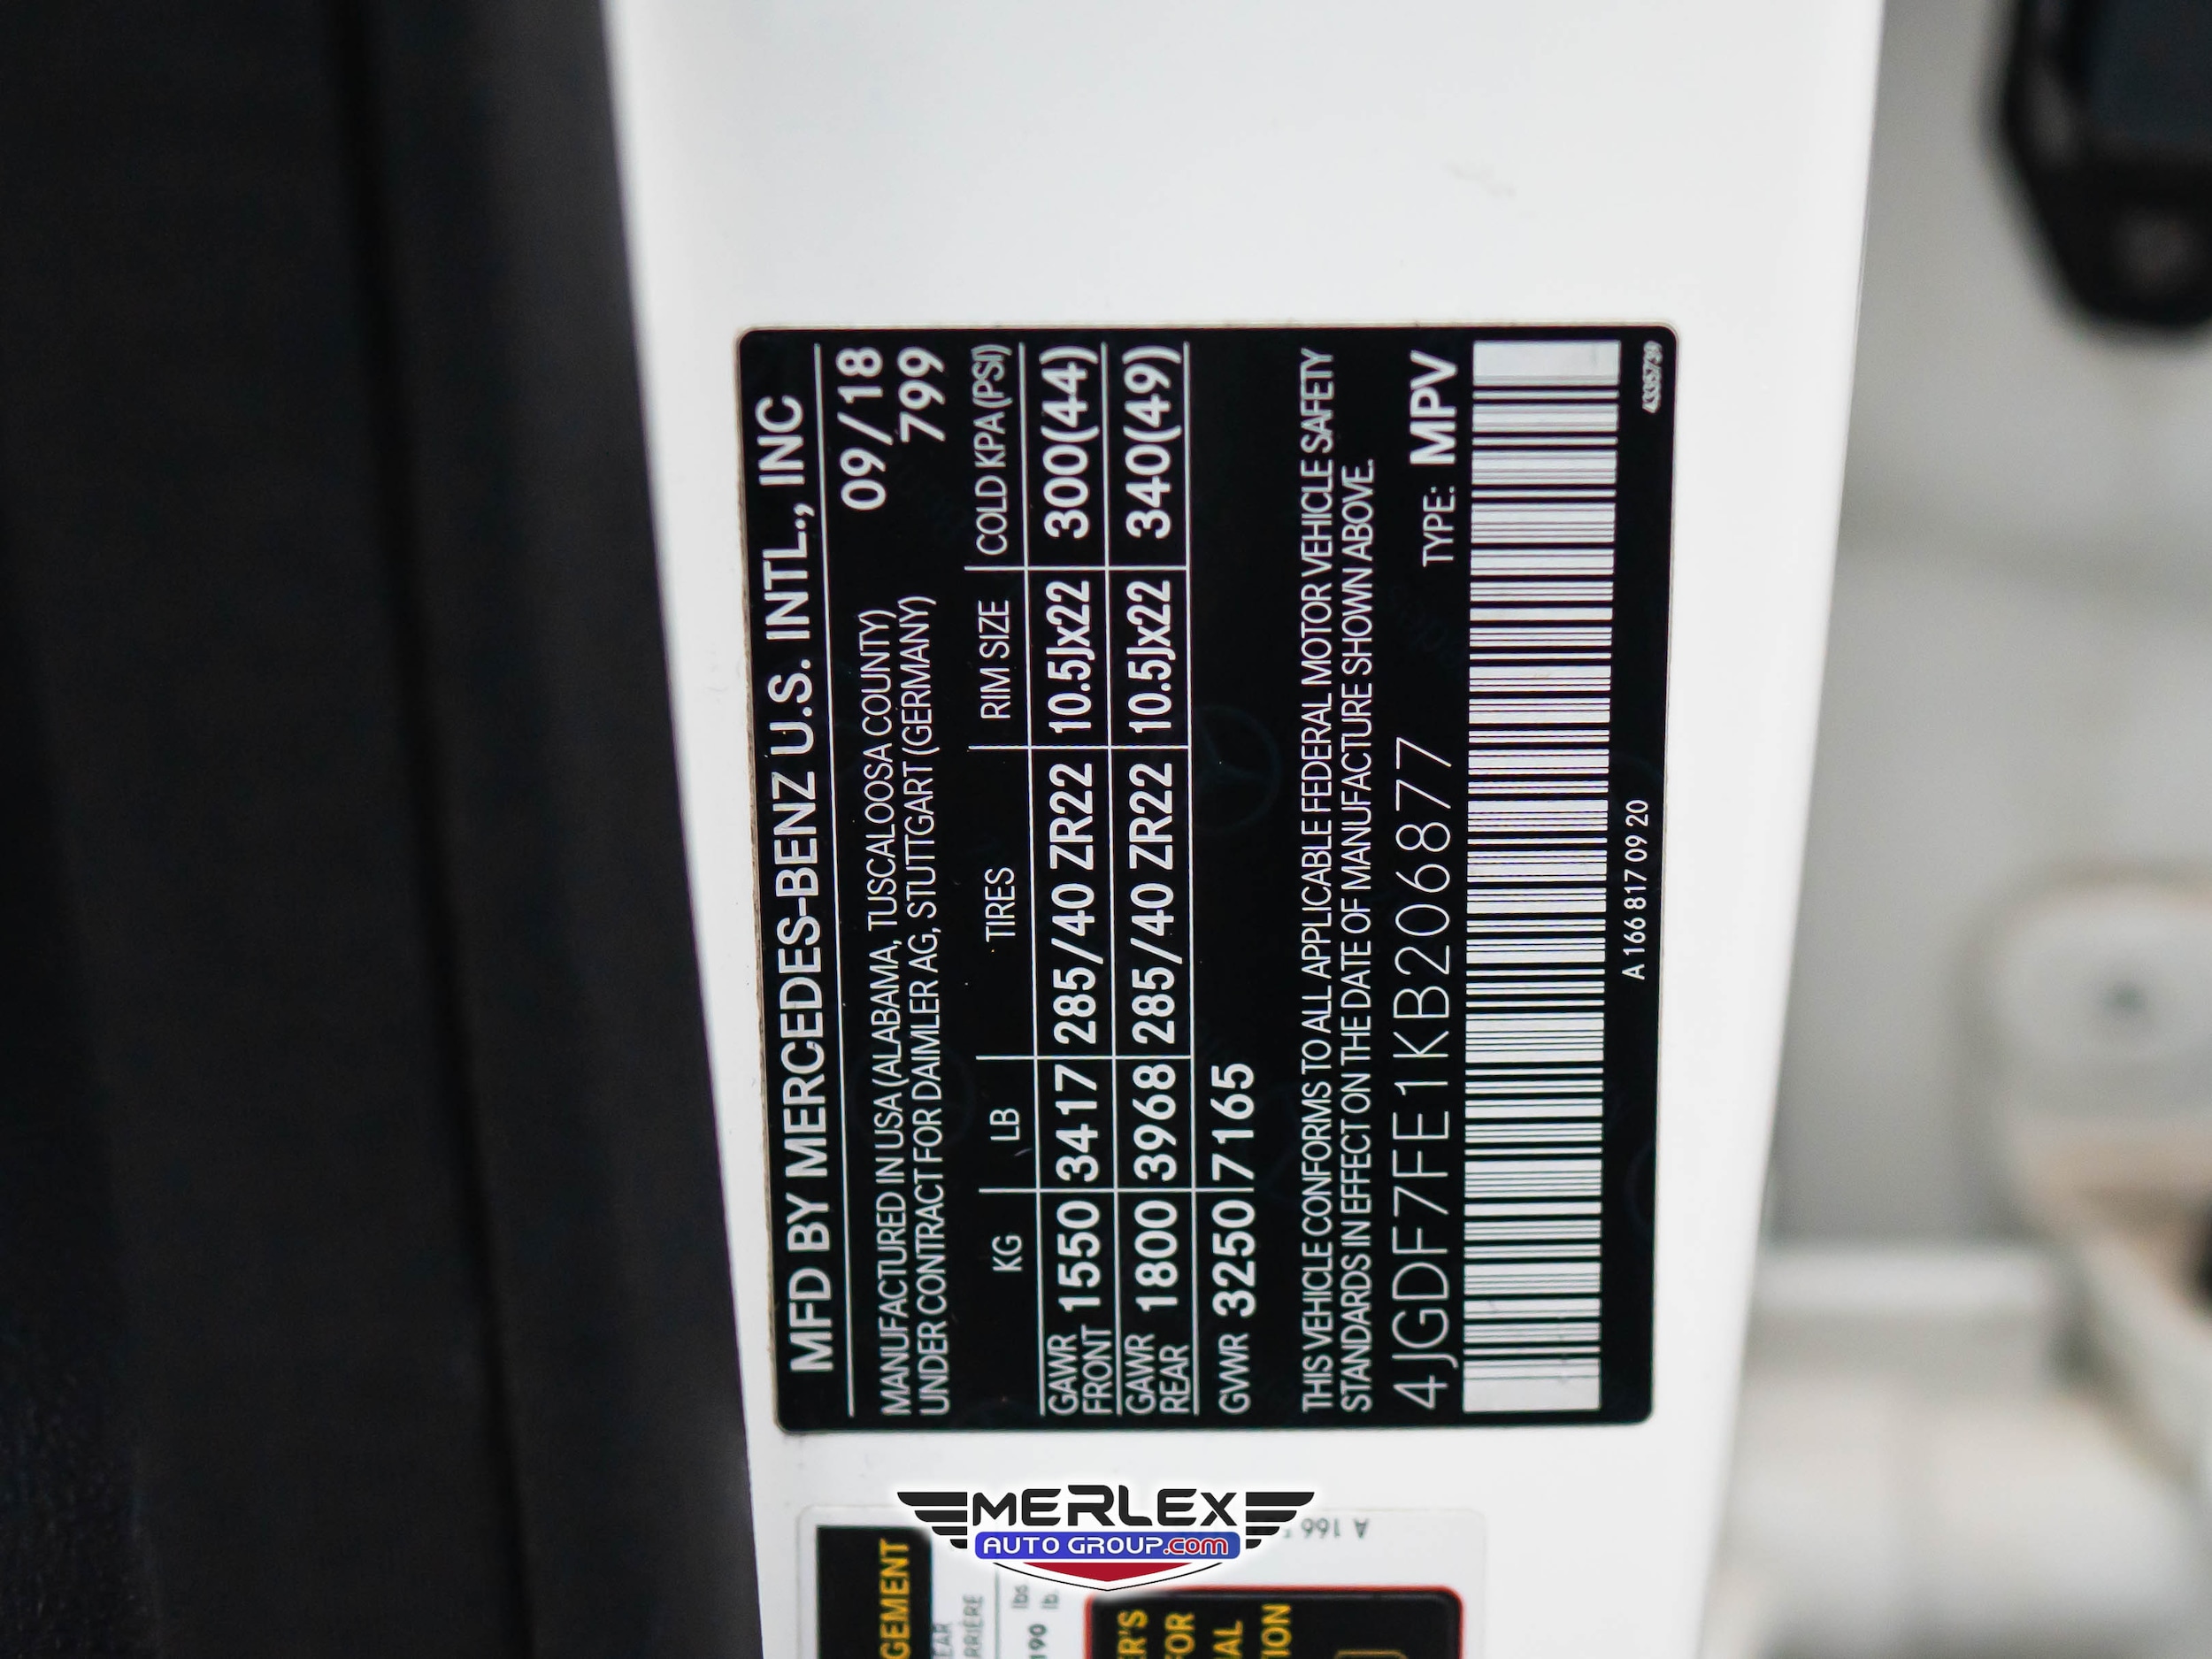 MFD BY MERCEDES-BENZ U.S. INTL., INC
09/18
MANUFACTURED IN USA (ALABAMA, TUSCALOOSA COUNTY)
799
UNDER CONTRACT FOR DAIMLER AG, STUTTGART (GERMANY)
KG LB TIRES RIM SIZE COLD KPA (PSI)
GAWR FRONT 1550 3417 285/40 ZR22 10.5Jx22 300(44)
GAWR REAR 1800 3968 285/40 ZR22 10.5Jx22 340(49)
GWR 3250 7165
THIS VEHICLE CONFORMS TO ALL APPLICABLE FEDERAL MOTOR VEHICLE SAFETY
STANDARDS IN EFFECT ON THE DATE OF MANUFACTURE SHOWN ABOVE.
4JGDF7FE1KB206877 TYPE: MPV
A 166 817 09 20
MERLEX
AUTO GROUP.com
A 166
lbs
lb